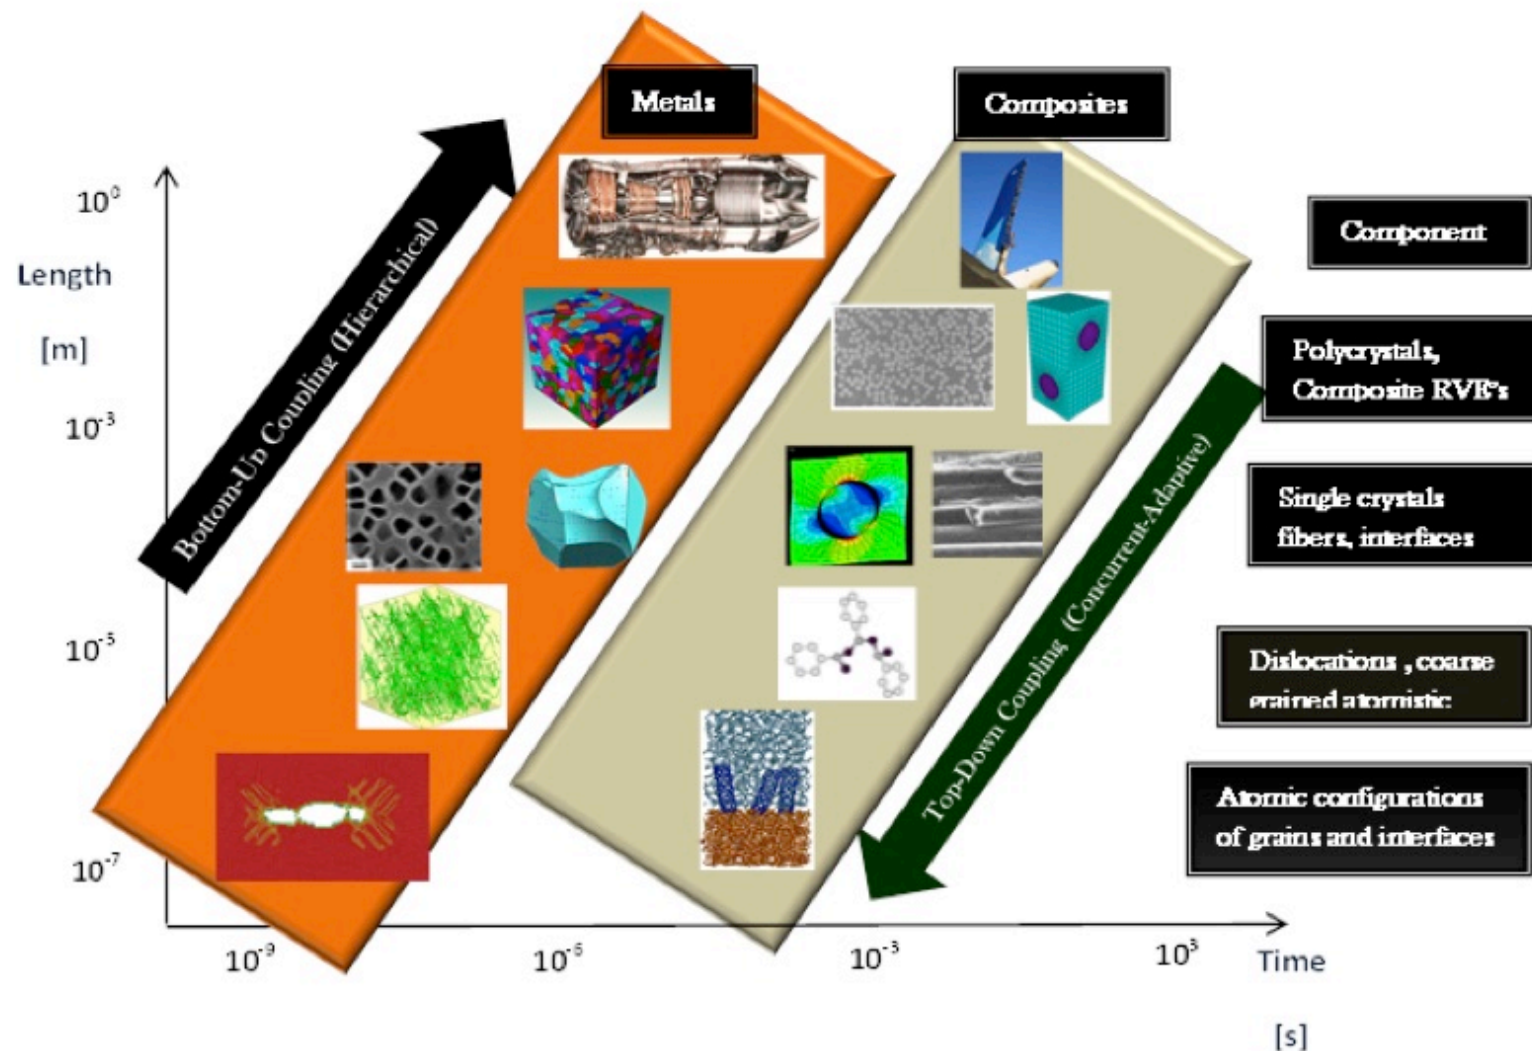 Metals
Composites
10⁰
Length
[m]
10⁻³
10⁻⁵
10⁻⁷
Bottom-Up Coupling (Hierarchical)
Top-Down Coupling (Concurrent-Adaptive)
Component
Polycrystals,
Composite RVE's
Single crystals
fibers, interfaces
Dislocations , coarse
grained atomistic
Atomic configurations
of grains and interfaces
10⁻⁹
10⁻⁶
10⁻³
10³
Time
[s]